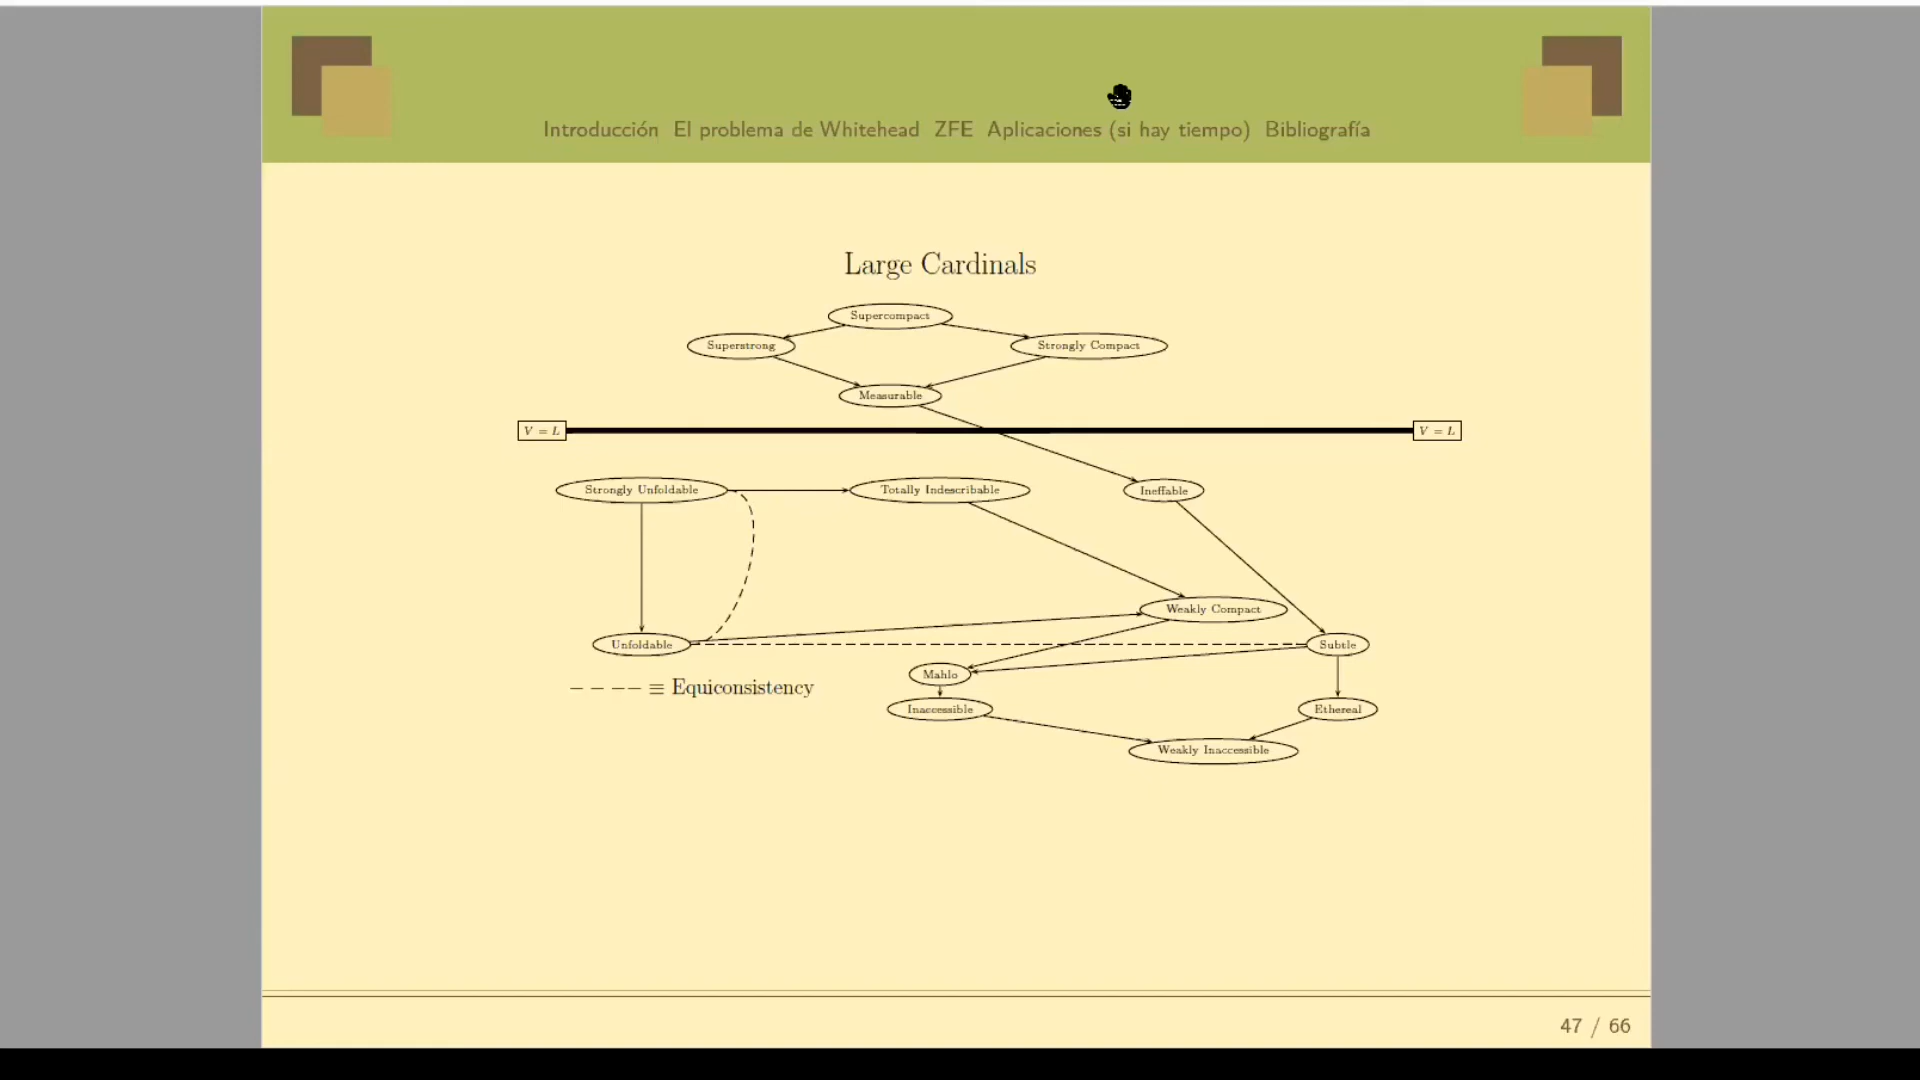 Introducción El problema de Whitehead ZFE Aplicaciones (si hay tiempo) Bibliografía
Large Cardinals
Supercompact
Superstrong
Strongly Compact
Measurable
V = L
V = L
Strongly Unfoldable
Totally Indescribable
Ineffable
Weakly Compact
Unfoldable
Subtle
Mahlo
---- ≡ Equiconsistency
Inaccessible
Ethereal
Weakly Inaccessible
47 / 66